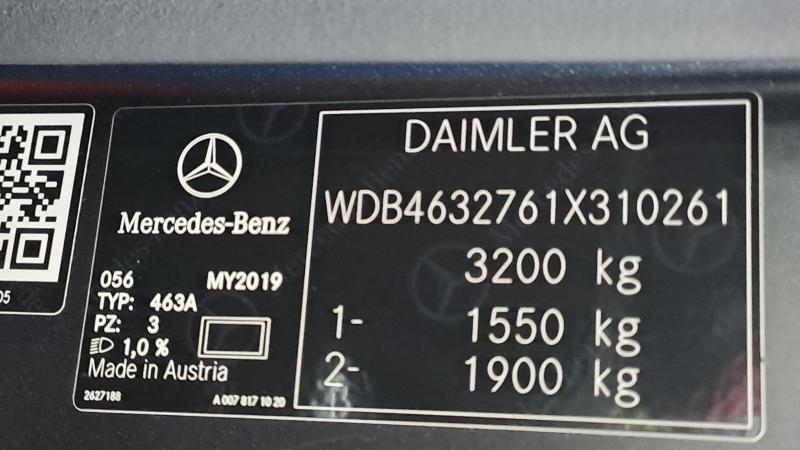 DAIMLER AG
WDB4632761X310261
3200 kg
1- 1550 kg
2- 1900 kg
Mercedes-Benz
056 MY2019
TYP: 463A
PZ: 3
1,0 %
Made in Austria
2627188 A 007 817 10 20
05